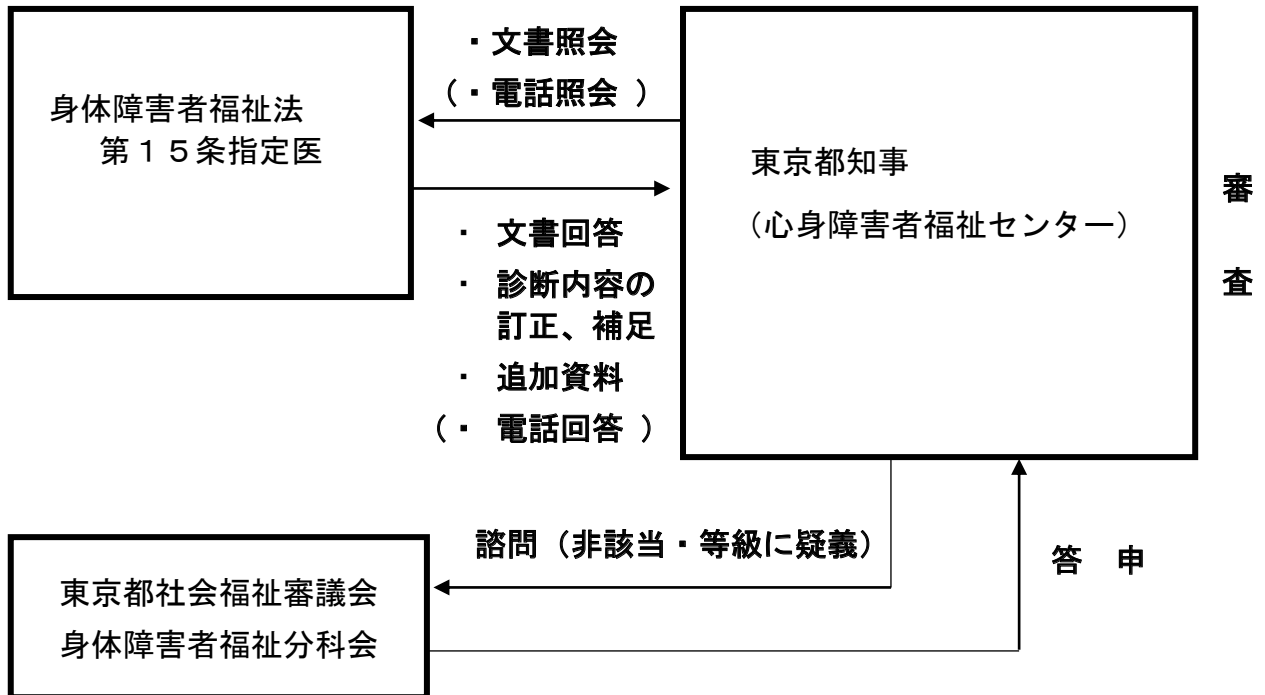 ・文書照会
（・電話照会 ）
身体障害者福祉法
第１５条指定医
東京都知事
（心身障害者福祉センター）
審
査
・ 文書回答
・ 診断内容の
訂正、補足
・ 追加資料
（・ 電話回答 ）
諮問（非該当・等級に疑義）
答　申
東京都社会福祉審議会
身体障害者福祉分科会